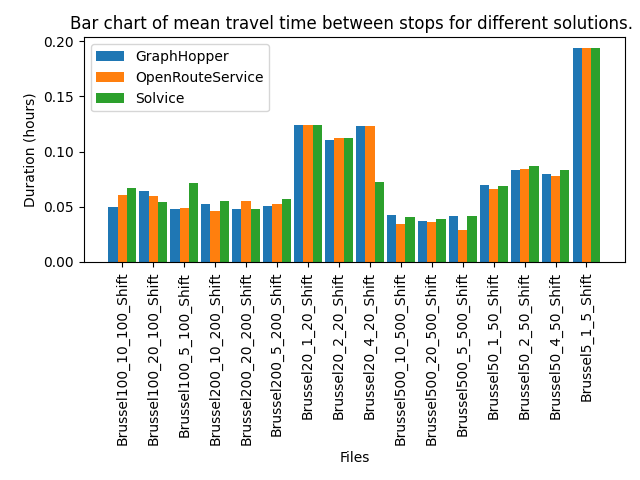 Bar chart of mean travel time between stops for different solutions.
GraphHopper
OpenRouteService
Solvice
Duration (hours)
0.20
0.15
0.10
0.05
0.00
Brussel100_10_100_Shift
Brussel100_20_100_Shift
Brussel100_5_100_Shift
Brussel200_10_200_Shift
Brussel200_20_200_Shift
Brussel200_5_200_Shift
Brussel20_1_20_Shift
Brussel20_2_20_Shift
Brussel20_4_20_Shift
Brussel500_10_500_Shift
Brussel500_20_500_Shift
Brussel500_5_500_Shift
Brussel50_1_50_Shift
Brussel50_2_50_Shift
Brussel50_4_50_Shift
Brussel5_1_5_Shift
Files